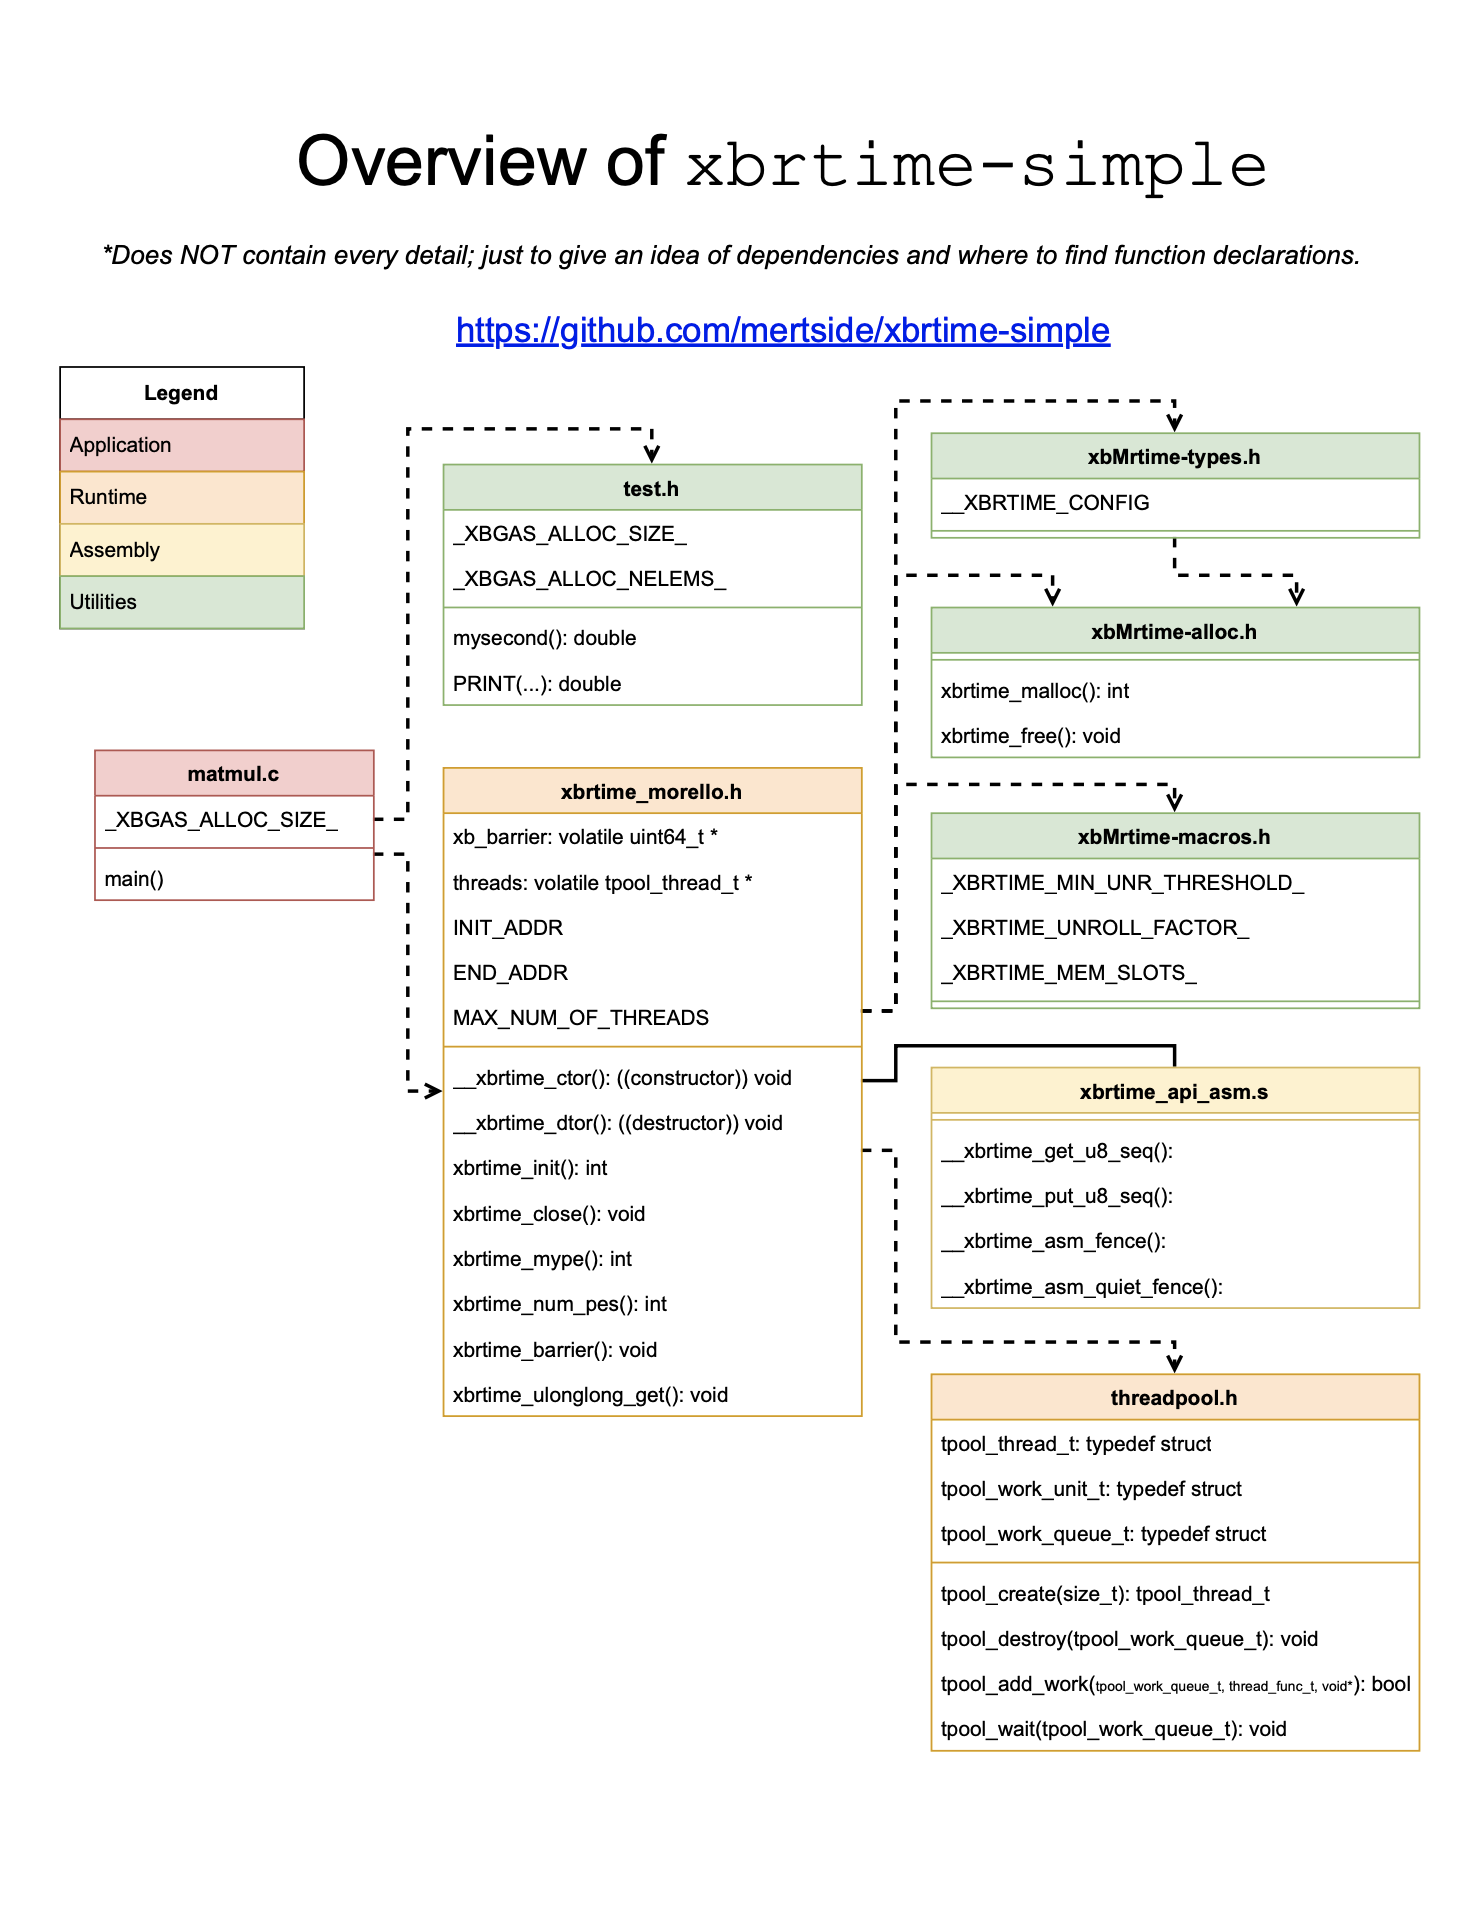 Overview of xbrtime-simple
*Does NOT contain every detail; just to give an idea of dependencies and where to find function declarations.
https://github.com/mertside/xbrtime-simple
Legend
Application
Runtime
Assembly
Utilities
test.h
_XBGAS_ALLOC_SIZE_
_XBGAS_ALLOC_NELEMS_
mysecond(): double
PRINT(...): double
matmul.c
_XBGAS_ALLOC_SIZE_
main()
xbrtime_morello.h
xb_barrier: volatile uint64_t *
threads: volatile tpool_thread_t *
INIT_ADDR
END_ADDR
MAX_NUM_OF_THREADS
__xbrtime_ctor(): ((constructor)) void
__xbrtime_dtor(): ((destructor)) void
xbrtime_init(): int
xbrtime_close(): void
xbrtime_mype(): int
xbrtime_num_pes(): int
xbrtime_barrier(): void
xbrtime_ulonglong_get(): void
xbMrtime-types.h
__XBRTIME_CONFIG
xbMrtime-alloc.h
xbrtime_malloc(): int
xbrtime_free(): void
xbMrtime-macros.h
_XBRTIME_MIN_UNR_THRESHOLD_
_XBRTIME_UNROLL_FACTOR_
_XBRTIME_MEM_SLOTS_
xbrtime_api_asm.s
__xbrtime_get_u8_seq():
__xbrtime_put_u8_seq():
__xbrtime_asm_fence():
__xbrtime_asm_quiet_fence():
threadpool.h
tpool_thread_t: typedef struct
tpool_work_unit_t: typedef struct
tpool_work_queue_t: typedef struct
tpool_create(size_t): tpool_thread_t
tpool_destroy(tpool_work_queue_t): void
tpool_add_work(tpool_work_queue_t, thread_func_t, void*): bool
tpool_wait(tpool_work_queue_t): void